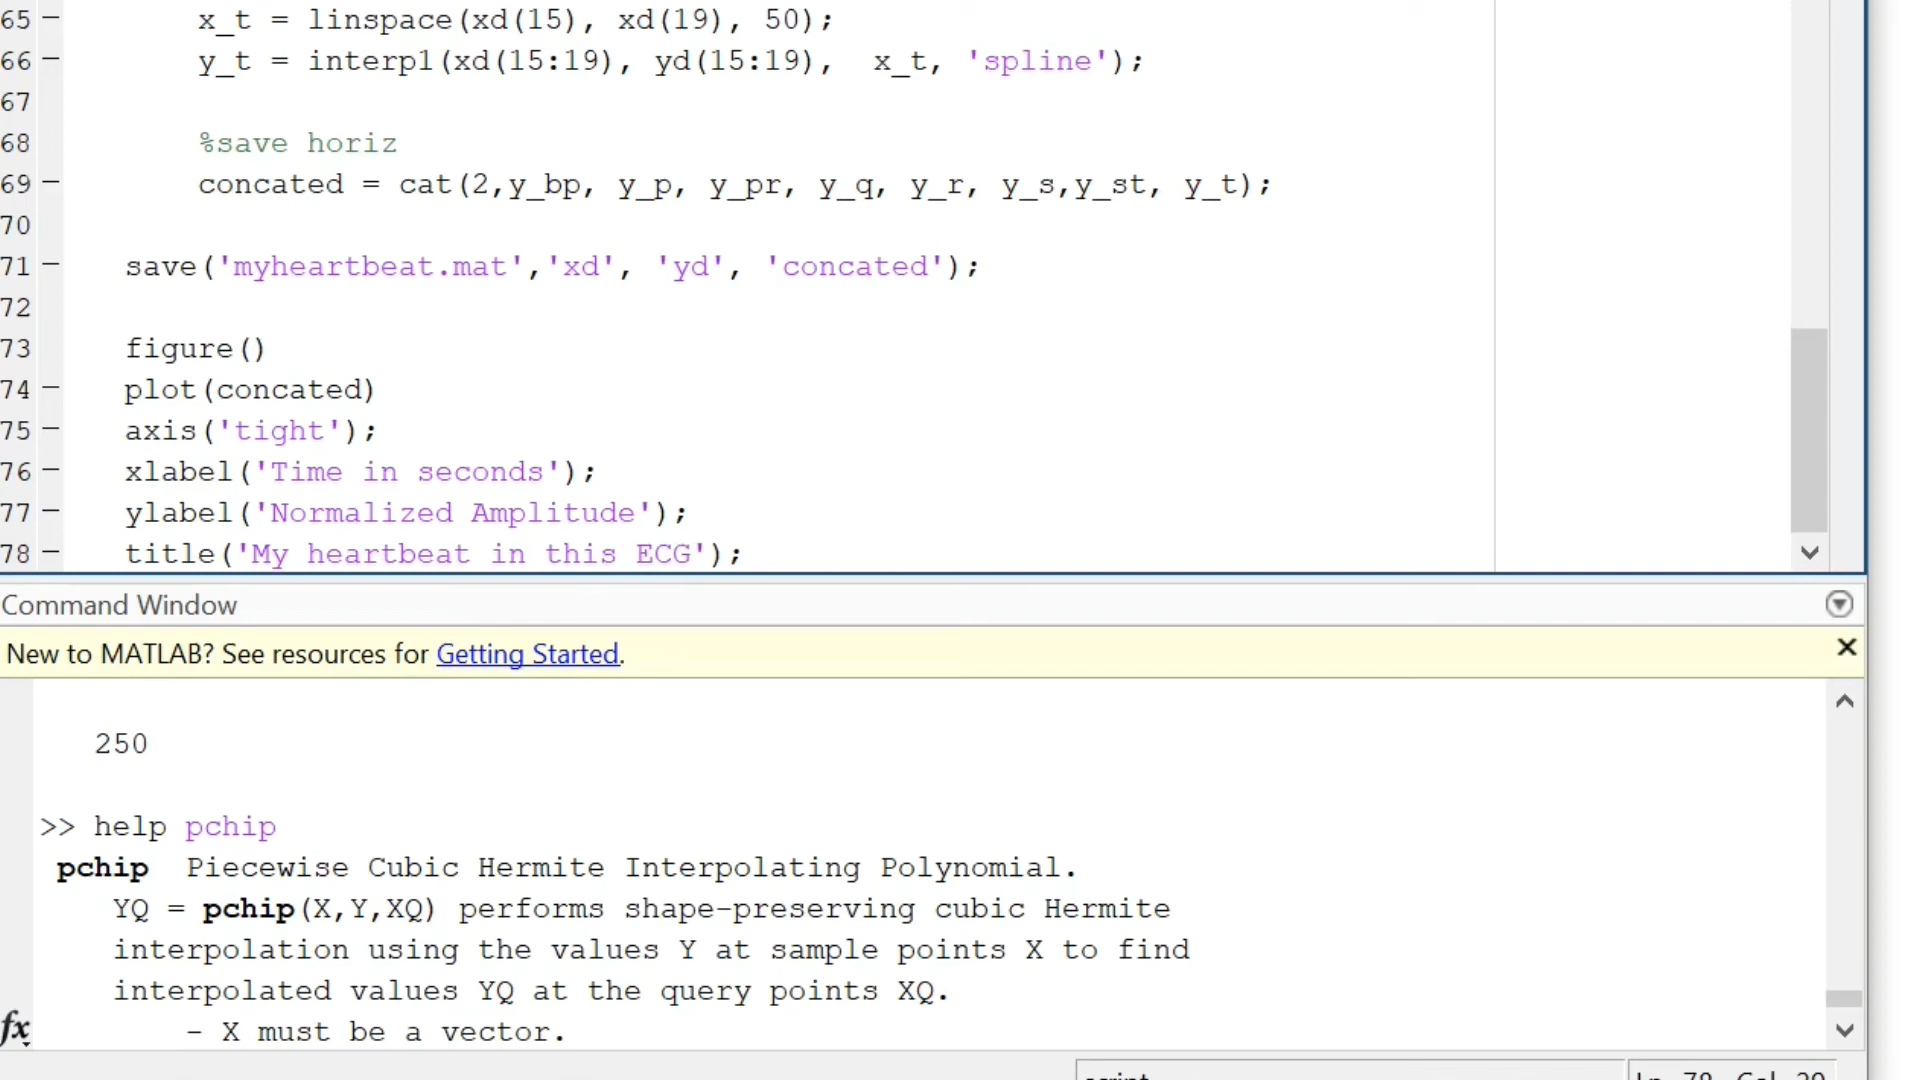 65 x_t = linspace(xd(15), xd(19), 50);
66 y_t = interp1(xd(15:19), yd(15:19),  x_t, 'spline');
67
68 %save horiz
69 concated = cat(2,y_bp, y_p, y_pr, y_q, y_r, y_s,y_st, y_t);
70
71 save('myheartbeat.mat','xd', 'yd', 'concated');
72
73 figure()
74 plot(concated)
75 axis('tight');
76 xlabel('Time in seconds');
77 ylabel('Normalized Amplitude');
78 title('My heartbeat in this ECG');
Command Window
New to MATLAB? See resources for Getting Started.
250
>> help pchip
pchip  Piecewise Cubic Hermite Interpolating Polynomial.
YQ = pchip(X,Y,XQ) performs shape-preserving cubic Hermite
interpolation using the values Y at sample points X to find
interpolated values YQ at the query points XQ.
- X must be a vector.
fx
script Ln 78 Col 29